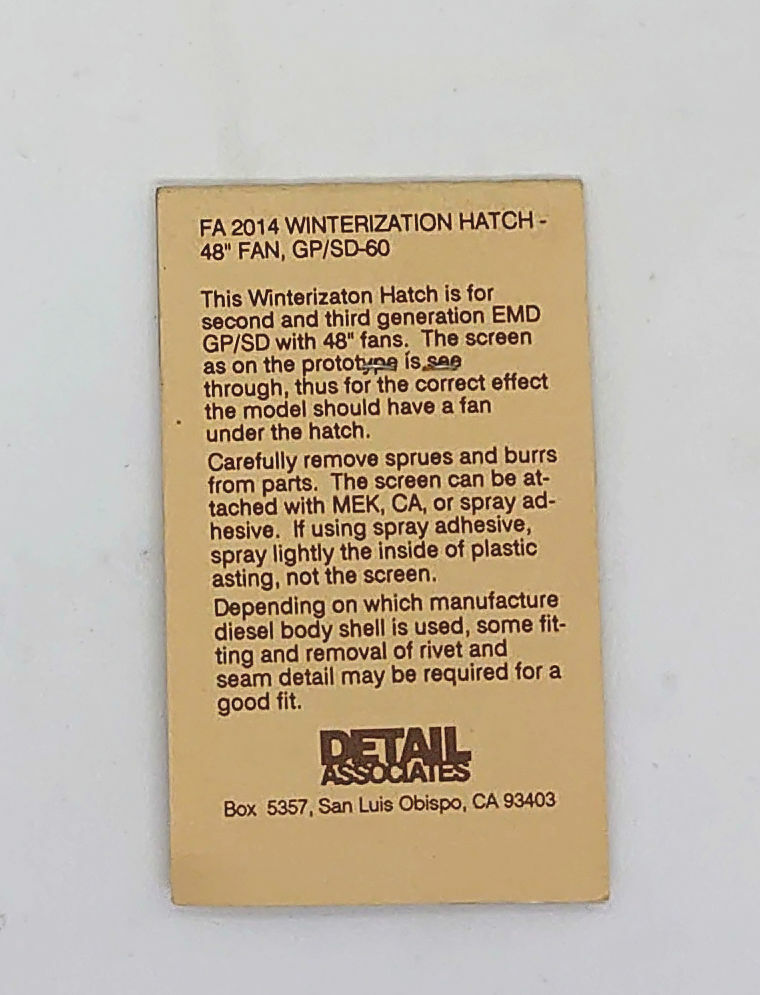 FA 2014 WINTERIZATION HATCH -
48" FAN, GP/SD-60
This Winterizaton Hatch is for
second and third generation EMD
GP/SD with 48" fans. The screen
as on the prototype is see
through, thus for the correct effect
the model should have a fan
under the hatch.
Carefully remove sprues and burrs
from parts. The screen can be at-
tached with MEK, CA, or spray ad-
hesive. If using spray adhesive,
spray lightly the inside of plastic
asting, not the screen.
Depending on which manufacture
diesel body shell is used, some fit-
ting and removal of rivet and
seam detail may be required for a
good fit.
DETAIL
ASSOCIATES
Box 5357, San Luis Obispo, CA 93403